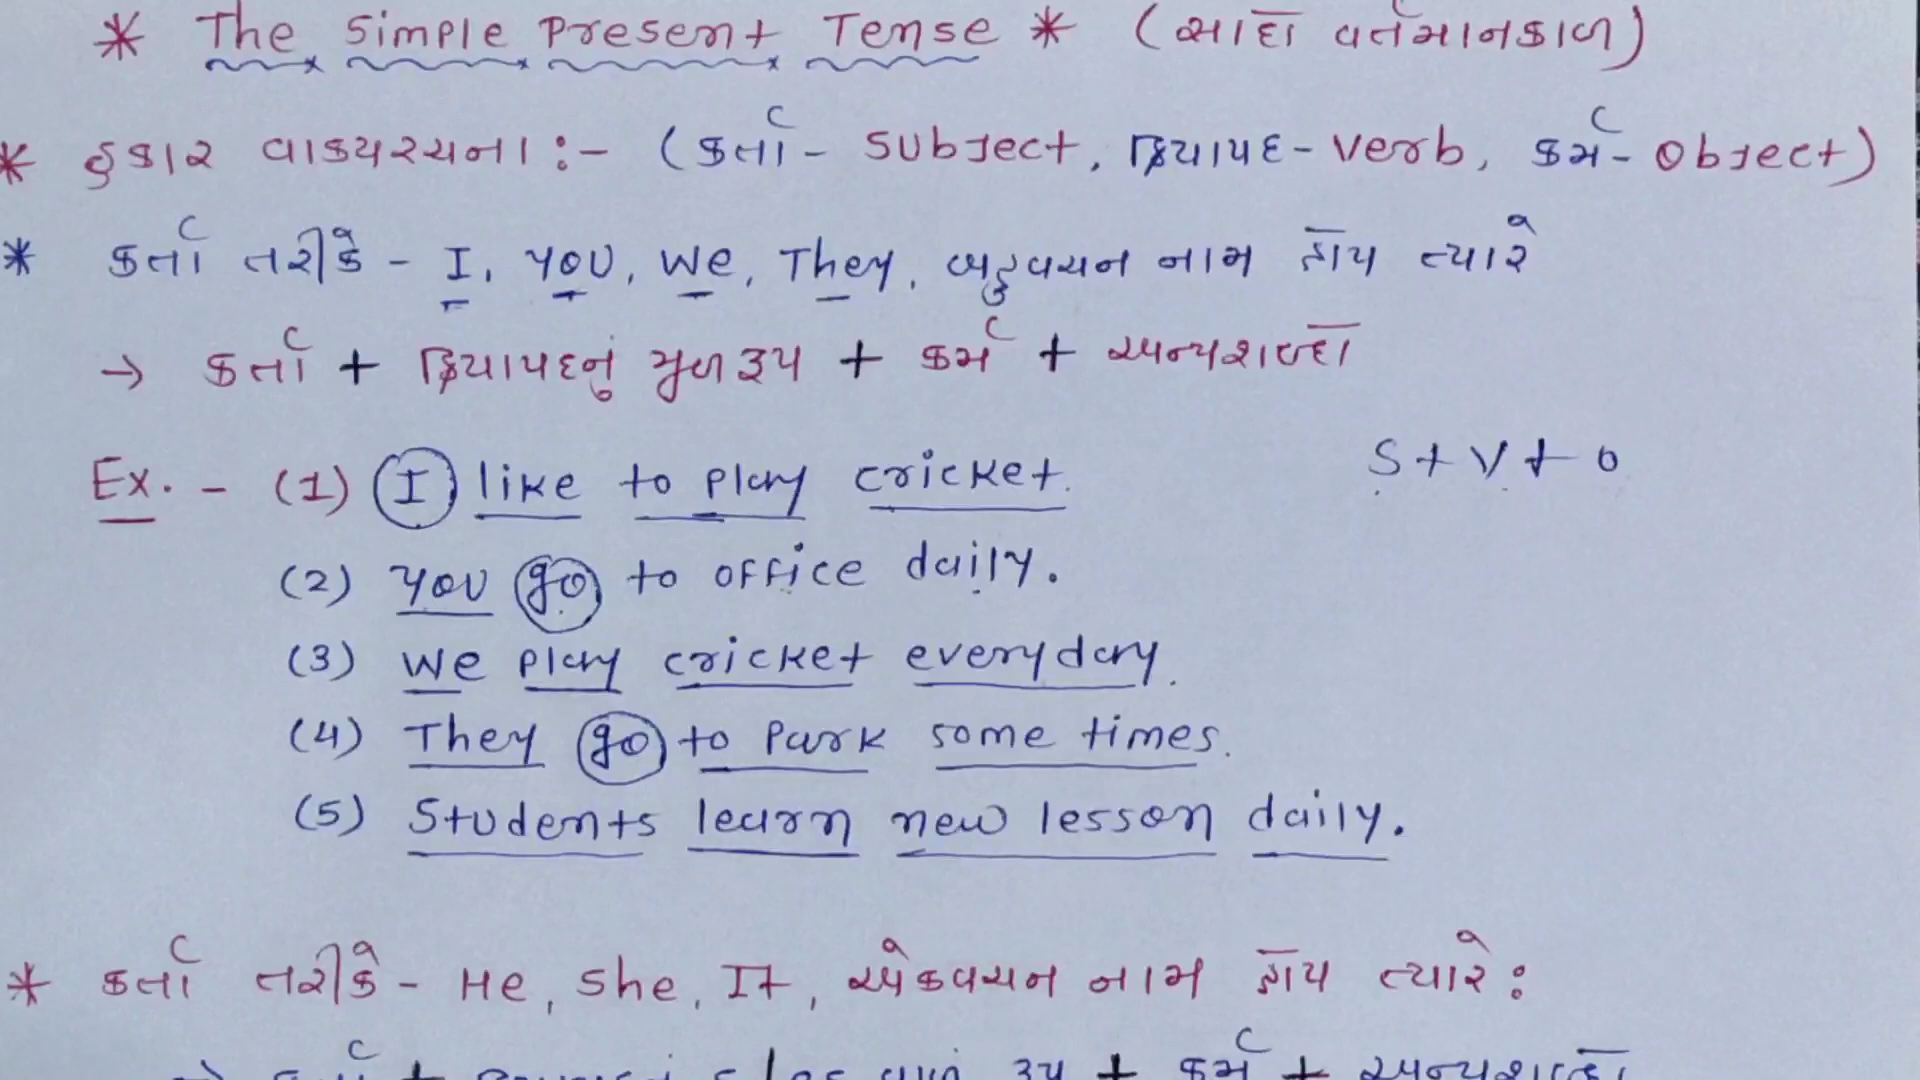 * The Simple Present Tense * (સાદો વર્તમાનકાળ)
* હકાર વાક્યરચના :- (કર્તા - Subject, ક્રિયાપદ - Verb, કર્મ - Object)
* કર્તા તરીકે - I, You, We, They, બહુવચન નામ હોય ત્યારે
→ કર્તા + ક્રિયાપદનું મુળરૂપ + કર્મ + અન્યશબ્દો
Ex. - (1) I like to play cricket. S + V + O
(2) You go to office daily.
(3) We play cricket everyday.
(4) They go to Park some times.
(5) Students learn new lesson daily.
* કર્તા તરીકે - He, She, It, એકવચન નામ હોય ત્યારે :
રૂપ + કર્મ + અન્યશબ્દો